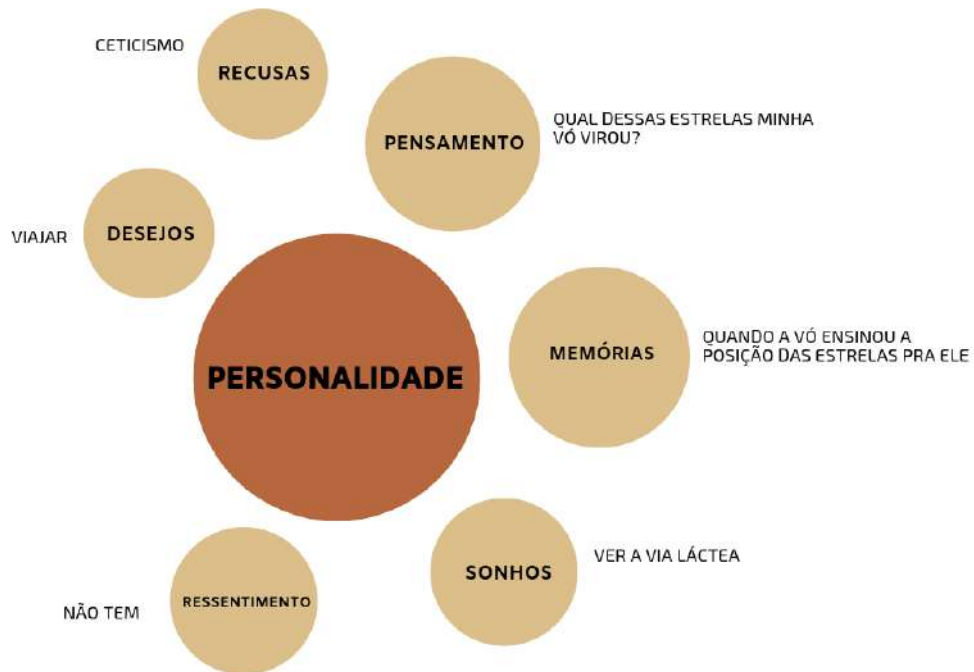 CETICISMO
RECUSAS
PENSAMENTO
QUAL DESSAS ESTRELAS MINHA
VÓ VIROU?
VIAJAR
DESEJOS
PERSONALIDADE
MEMÓRIAS
QUANDO A VÓ ENSINOU A
POSIÇÃO DAS ESTRELAS PRA ELE
SONHOS
VER A VIA LÁCTEA
NÃO TEM
RESSENTIMENTO